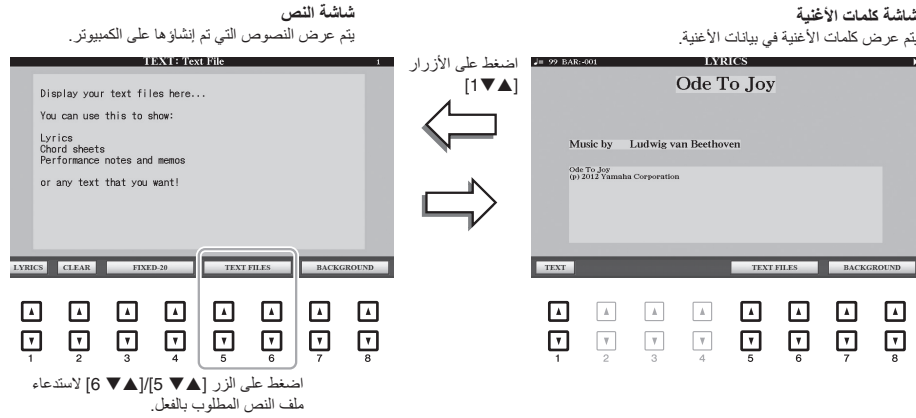 شاشة كلمات الأغنية
يتم عرض كلمات الأغنية في بيانات الأغنية.
♩= 99 BAR:-001 LYRICS
Ode To Joy
Music by Ludwig van Beethoven
Ode To Joy
(p) 2012 Yamaha Corporation
TEXT TEXT FILES BACKGROUND
1 2 3 4 5 6 7 8
اضغط على الأزرار
[1▼▲]
شاشة النص
يتم عرض النصوص التي تم إنشاؤها على الكمبيوتر.
TEXT: Text File 1
Display your text files here...
You can use this to show:
Lyrics
Chord sheets
Performance notes and memos
or any text that you want!
LYRICS CLEAR FIXED-20 TEXT FILES BACKGROUND
1 2 3 4 5 6 7 8
اضغط على الزر [▲▼ 5]/[▲▼ 6] لاستدعاء
ملف النص المطلوب بالفعل.